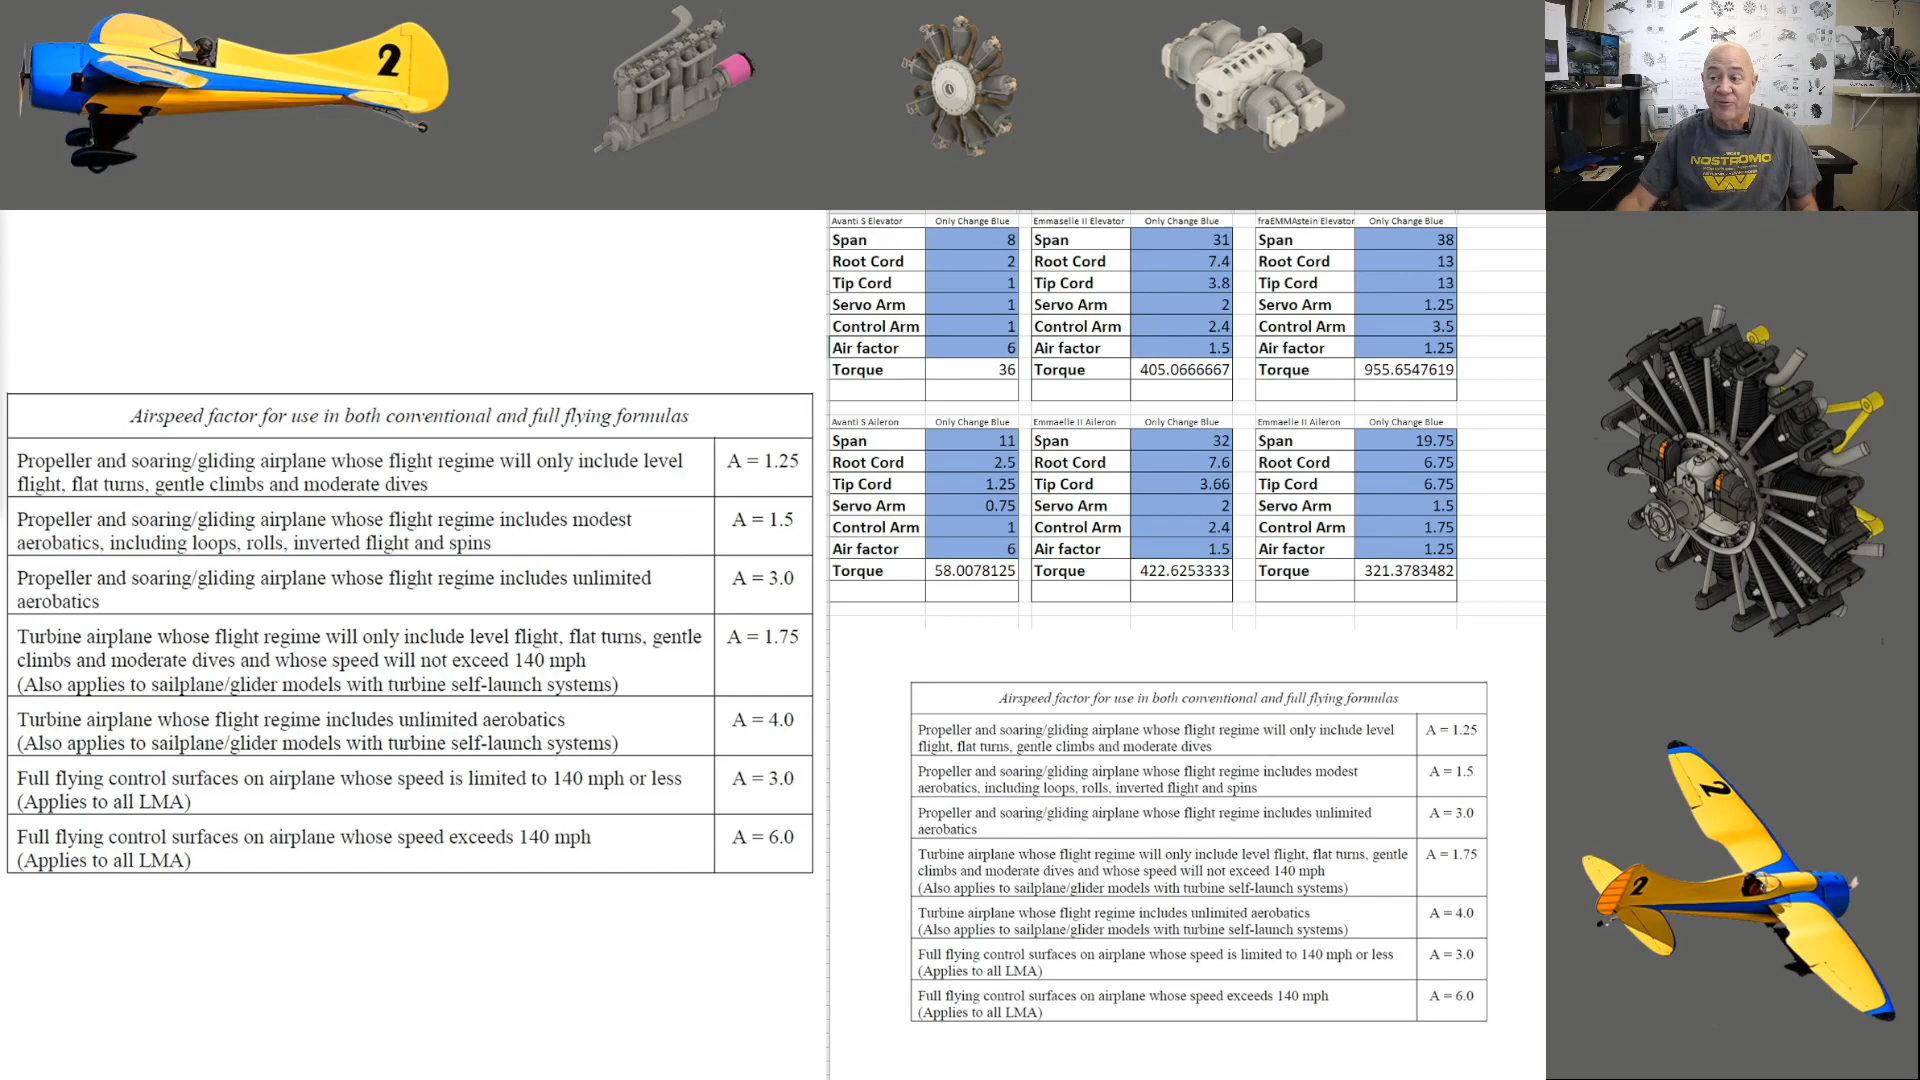 2
NOSTROMO
Airspeed factor for use in both conventional and full flying formulas
Propeller and soaring/gliding airplane whose flight regime will only include level
flight, flat turns, gentle climbs and moderate dives
A = 1.25
Propeller and soaring/gliding airplane whose flight regime includes modest
aerobatics, including loops, rolls, inverted flight and spins
A = 1.5
Propeller and soaring/gliding airplane whose flight regime includes unlimited
aerobatics
A = 3.0
Turbine airplane whose flight regime will only include level flight, flat turns, gentle
climbs and moderate dives and whose speed will not exceed 140 mph
(Also applies to sailplane/glider models with turbine self-launch systems)
A = 1.75
Turbine airplane whose flight regime includes unlimited aerobatics
(Also applies to sailplane/glider models with turbine self-launch systems)
A = 4.0
Full flying control surfaces on airplane whose speed is limited to 140 mph or less
(Applies to all LMA)
A = 3.0
Full flying control surfaces on airplane whose speed exceeds 140 mph
(Applies to all LMA)
A = 6.0
Avanti S Elevator Only Change Blue Emmaselle II Elevator Only Change Blue fraEMMAstein Elevator Only Change Blue
Span 8 Span 31 Span 38
Root Cord 2 Root Cord 7.4 Root Cord 13
Tip Cord 1 Tip Cord 3.8 Tip Cord 13
Servo Arm 1 Servo Arm 2 Servo Arm 1.25
Control Arm 1 Control Arm 2.4 Control Arm 3.5
Air factor 6 Air factor 1.5 Air factor 1.25
Torque 36 Torque 405.0666667 Torque 955.6547619
Avanti S Aileron Only Change Blue Emmaelle II Aileron Only Change Blue Emmaelle II Aileron Only Change Blue
Span 11 Span 32 Span 19.75
Root Cord 2.5 Root Cord 7.6 Root Cord 6.75
Tip Cord 1.25 Tip Cord 3.66 Tip Cord 6.75
Servo Arm 0.75 Servo Arm 2 Servo Arm 1.5
Control Arm 1 Control Arm 2.4 Control Arm 1.75
Air factor 6 Air factor 1.5 Air factor 1.25
Torque 58.0078125 Torque 422.6253333 Torque 321.3783482
Airspeed factor for use in both conventional and full flying formulas
Propeller and soaring/gliding airplane whose flight regime will only include level
flight, flat turns, gentle climbs and moderate dives
A = 1.25
Propeller and soaring/gliding airplane whose flight regime includes modest
aerobatics, including loops, rolls, inverted flight and spins
A = 1.5
Propeller and soaring/gliding airplane whose flight regime includes unlimited
aerobatics
A = 3.0
Turbine airplane whose flight regime will only include level flight, flat turns, gentle
climbs and moderate dives and whose speed will not exceed 140 mph
(Also applies to sailplane/glider models with turbine self-launch systems)
A = 1.75
Turbine airplane whose flight regime includes unlimited aerobatics
(Also applies to sailplane/glider models with turbine self-launch systems)
A = 4.0
Full flying control surfaces on airplane whose speed is limited to 140 mph or less
(Applies to all LMA)
A = 3.0
Full flying control surfaces on airplane whose speed exceeds 140 mph
(Applies to all LMA)
A = 6.0
2
2